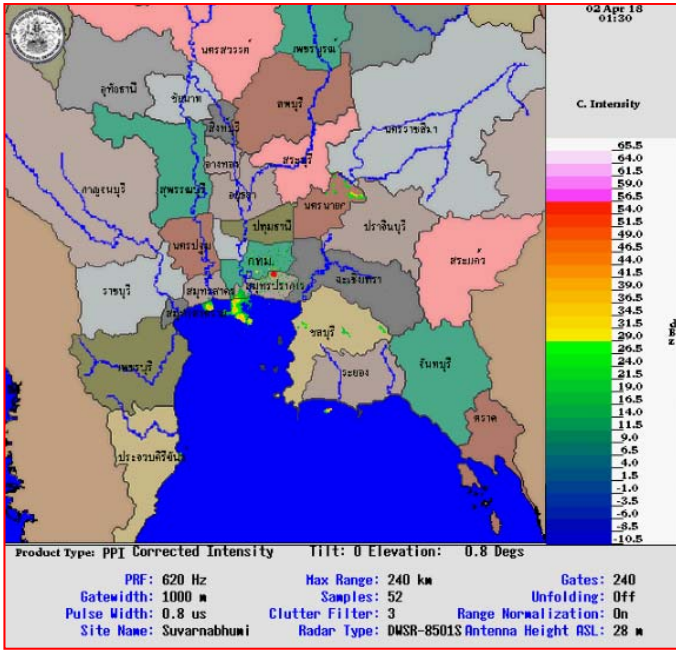 02 Apr 18
01:30
C. Intensity
นครสวรรค์
เพชรบูรณ์
อุทัยธานี
ชัยนาท
ลพบุรี
สิงห์บุรี
นครราชสีมา
อ่างทอง
สระบุรี
กาญจนบุรี
สุพรรณบุรี
อยุธยา
นครนายก
ปราจีนบุรี
ปทุมธานี
นครปฐม
กทม.
สระแก้ว
ราชบุรี
สมุทรสาคร
สมุทรปราการ
ฉะเชิงเทรา
ชลบุรี
เพชรบุรี
ระยอง
จันทบุรี
ตราด
ประจวบคีรีขันธ์
65.5
64.0
61.5
59.0
56.5
54.0
51.5
49.0
46.5
44.0
41.5
39.0
36.5
34.0
31.5
29.0
26.5
24.0
21.5
19.0
16.5
14.0
11.5
9.0
6.5
4.0
1.5
-1.0
-3.5
-6.0
-8.5
-10.5
Product Type: PPI Corrected Intensity Tilt: 0 Elevation: 0.8 Degs
PRF: 620 Hz Max Range: 240 km Gates: 240
Gatewidth: 1000 m Samples: 52 Unfolding: Off
Pulse Width: 0.8 us Clutter Filter: 3 Range Normalization: On
Site Name: Suvarnabhumi Radar Type: DWSR-8501S Antenna Height ASL: 28 m